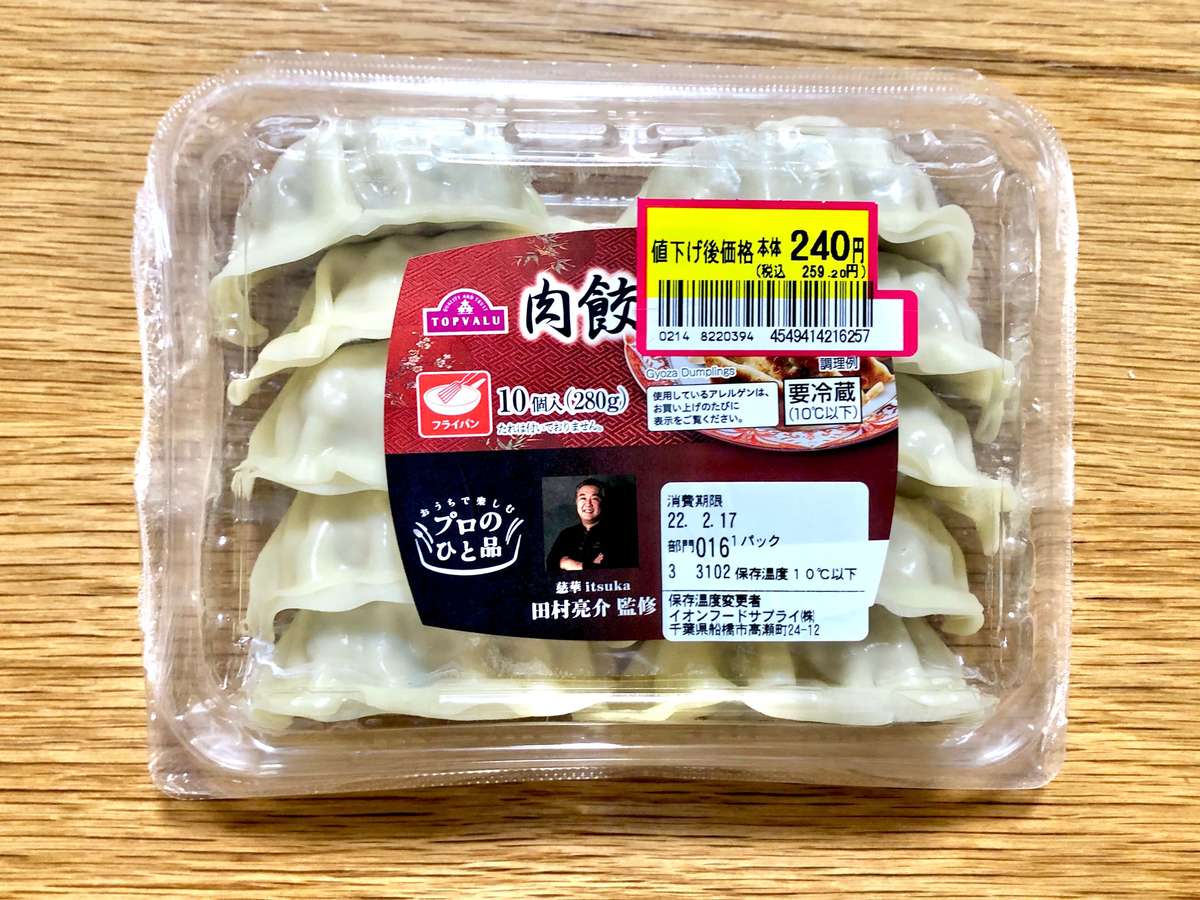 値下げ後価格 本体 240円
(税込 259.20円)
0214 8220394 4549414216257
QUALITY AND TRUST
TOPVALU
肉餃
調理例
Gyoza Dumplings
フライパン
10個入(280g)
たれは付いておりません。
使用しているアレルゲンは、
お買い上げのたびに
表示をご覧ください。
要冷蔵
(10℃以下)
おうちで楽しむ
プロの
ひと品
慈華 itsuka
田村亮介 監修
消費期限
22. 2.17
部門016 1パック
3 3102 保存温度10℃以下
保存温度変更者
イオンフードサプライ㈱
千葉県船橋市高瀬町24-12